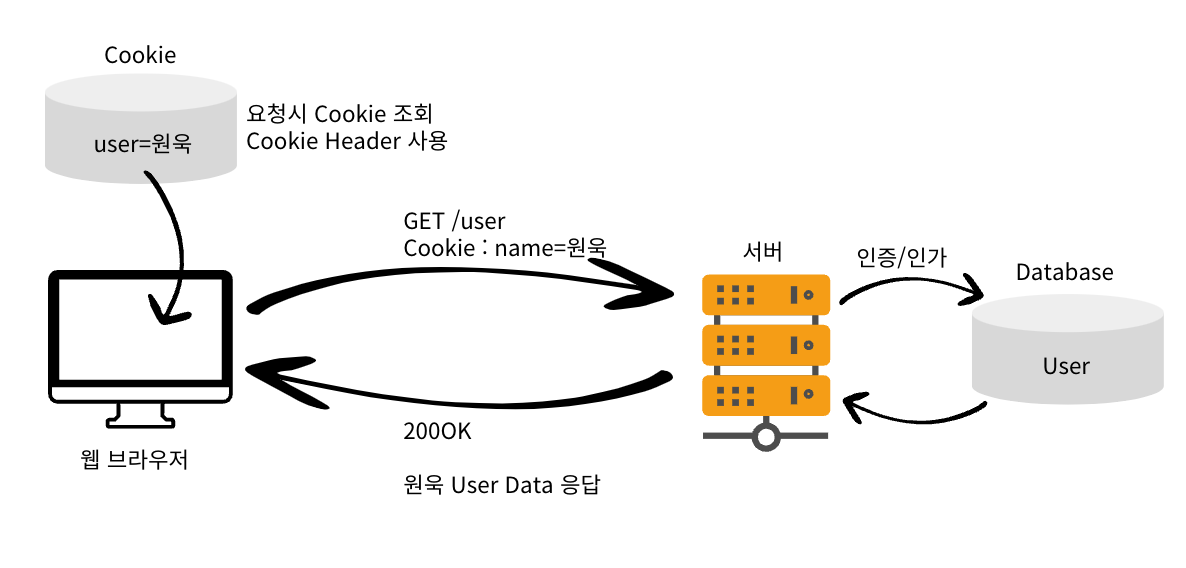 Cookie
user=원욱
요청시 Cookie 조회
Cookie Header 사용
GET /user
Cookie : name=원욱
서버
인증/인가
Database
User
웹 브라우저
200OK
원욱 User Data 응답